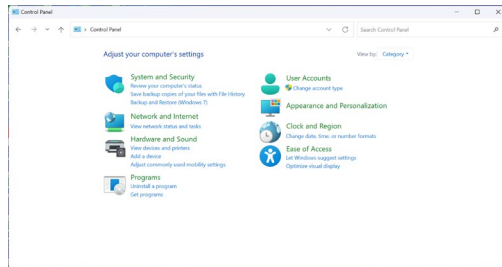 Control Panel
Control Panel
Search Control Panel
Adjust your computer's settings
View by: Category
System and Security
Review your computer's status
Save backup copies of your files with File History
Backup and Restore (Windows 7)
Network and Internet
View network status and tasks
Hardware and Sound
View devices and printers
Add a device
Adjust commonly used mobility settings
Programs
Uninstall a program
Get programs
User Accounts
Change account type
Appearance and Personalization
Clock and Region
Change date, time, or number formats
Ease of Access
Let Windows suggest settings
Optimize visual display